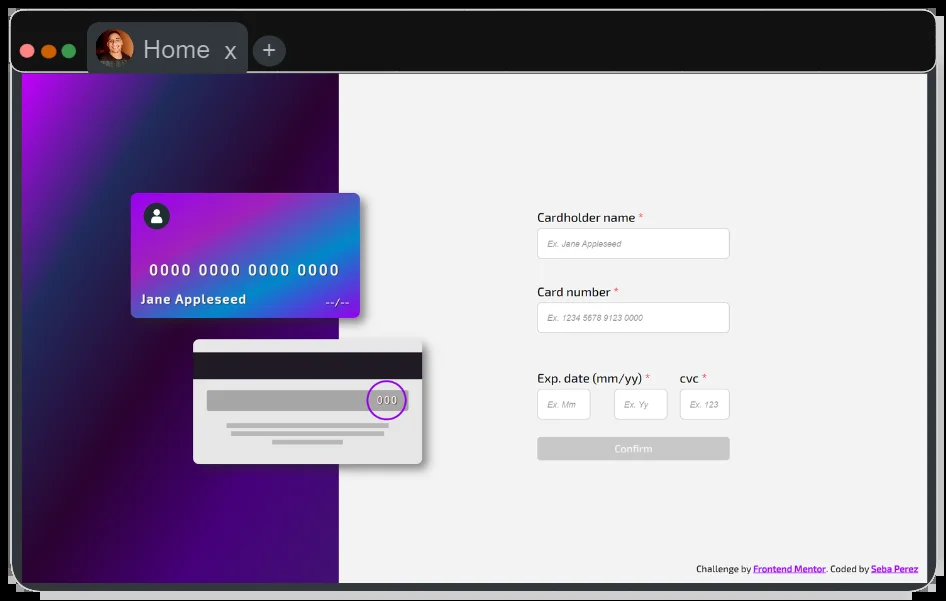 Home x +
0000 0000 0000 0000
Jane Appleseed --/--
000
Cardholder name *
Ex. Jane Appleseed
Card number *
Ex. 1234 5678 9123 0000
Exp. date (mm/yy) * cvc *
Ex. Mm Ex. Yy Ex. 123
Confirm
Challenge by Frontend Mentor. Coded by Seba Perez